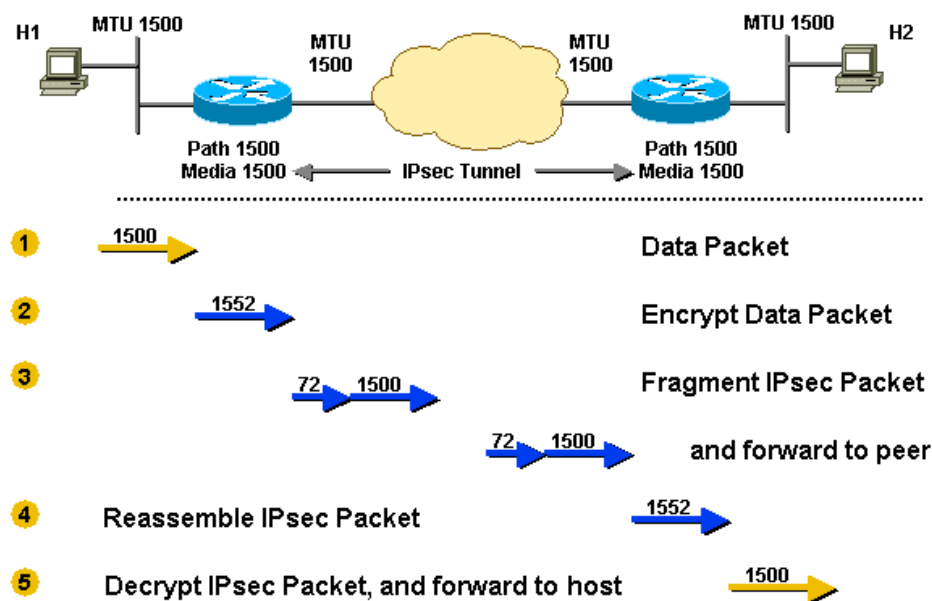 H1
MTU 1500
MTU
1500
MTU
1500
MTU 1500
H2
Path 1500
Media 1500
IPsec Tunnel
Path 1500
Media 1500
1
1500
Data Packet
2
1552
Encrypt Data Packet
3
72
1500
Fragment IPsec Packet
72
1500
and forward to peer
4
Reassemble IPsec Packet
1552
5
Decrypt IPsec Packet, and forward to host
1500